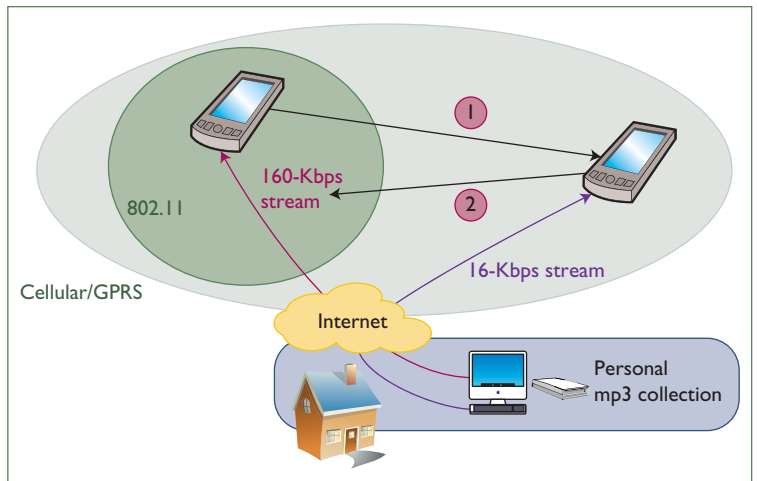 1
160-Kbps
stream
2
802.11
16-Kbps stream
Cellular/GPRS
Internet
Personal
mp3 collection